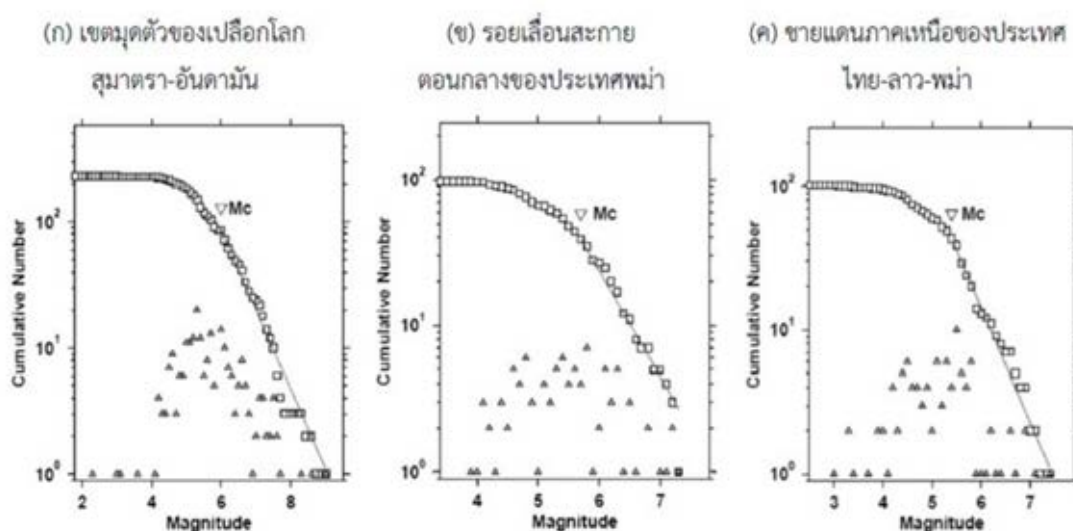 (ก) เขตมุดตัวของเปลือกโลก
สุมาตรา-อันดามัน
(ข) รอยเลื่อนสะกาย
ตอนกลางของประเทศพม่า
(ค) ชายแดนภาคเหนือของประเทศ
ไทย-ลาว-พม่า
Cumulative Number
10²
10¹
10⁰
Mc
2 4 6 8
Magnitude
Cumulative Number
10²
10¹
10⁰
Mc
4 5 6 7
Magnitude
Cumulative Number
10²
10¹
10⁰
Mc
3 4 5 6 7
Magnitude